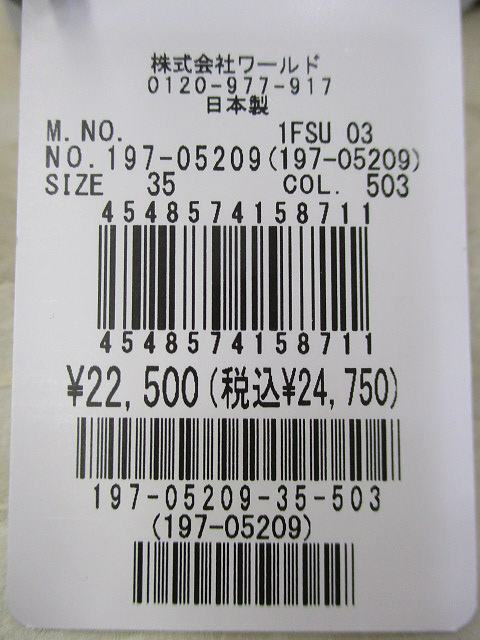 株式会社ワールド
0120-977-917
日本製
M.NO. 1FSU 03
NO.197-05209(197-05209)
SIZE 35 COL. 503
4548574158711
4548574158711
¥22,500(税込¥24,750)
197-05209-35-503
(197-05209)